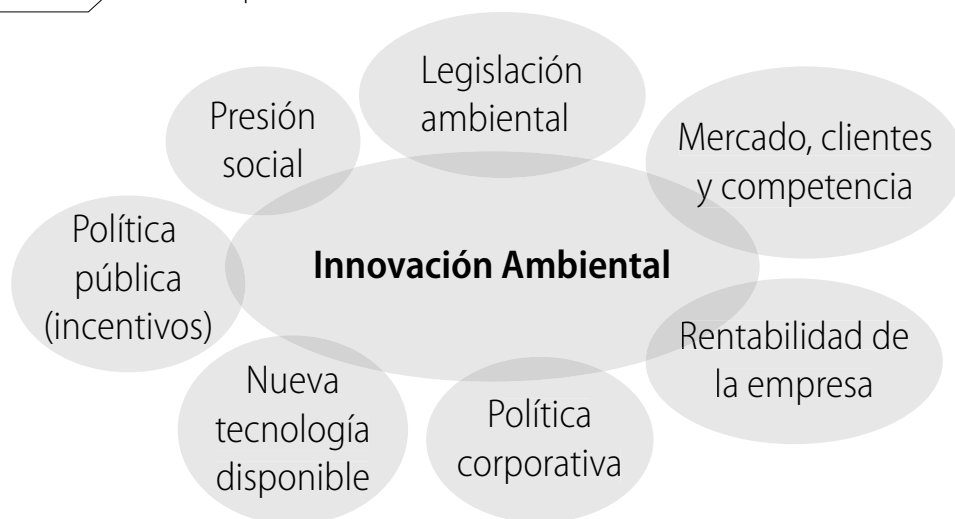 Legislación
ambiental
Presión
social
Mercado, clientes
y competencia
Política
pública
(incentivos)
Innovación Ambiental
Rentabilidad de
la empresa
Nueva
tecnología
disponible
Política
corporativa